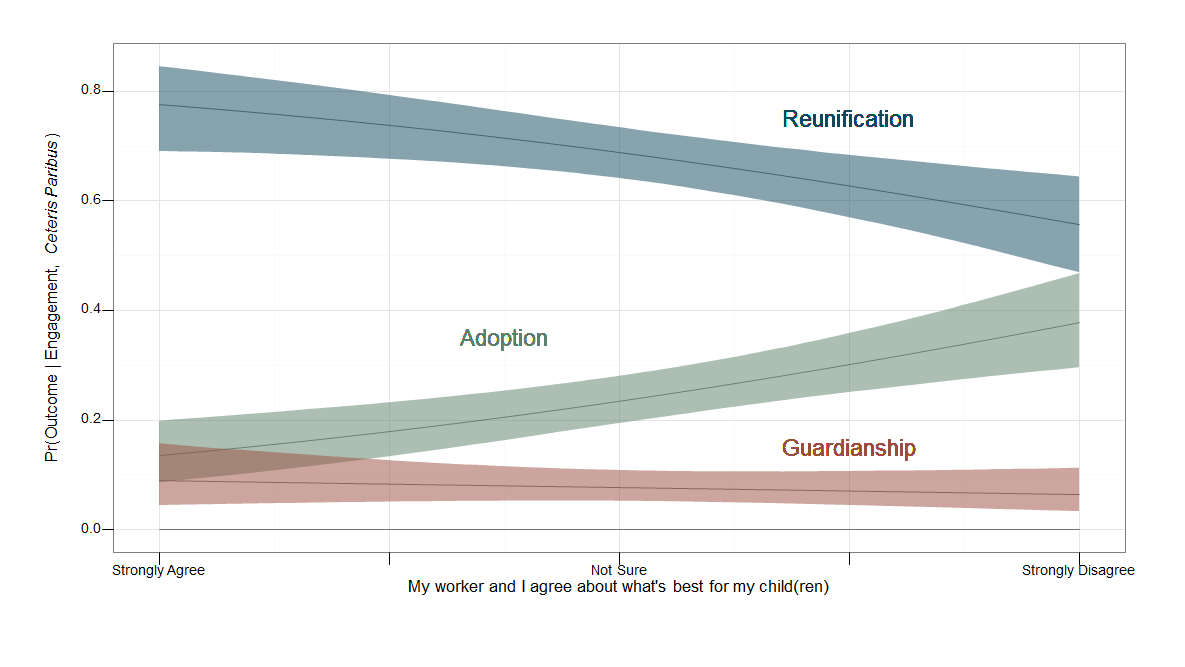 Pr(Outcome | Engagement, Ceteris Paribus)
0.8
0.6
0.4
0.2
0.0
Reunification
Adoption
Guardianship
Strongly Agree
Not Sure
Strongly Disagree
My worker and I agree about what's best for my child(ren)